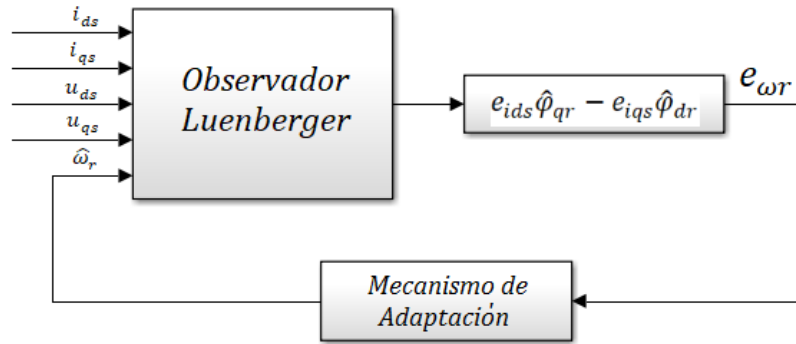 i_ds
i_qs
u_ds
u_qs
ω̂_r
Observador
Luenberger
e_ids φ̂_qr − e_iqs φ̂_dr
e_ωr
Mecanismo de
Adaptación